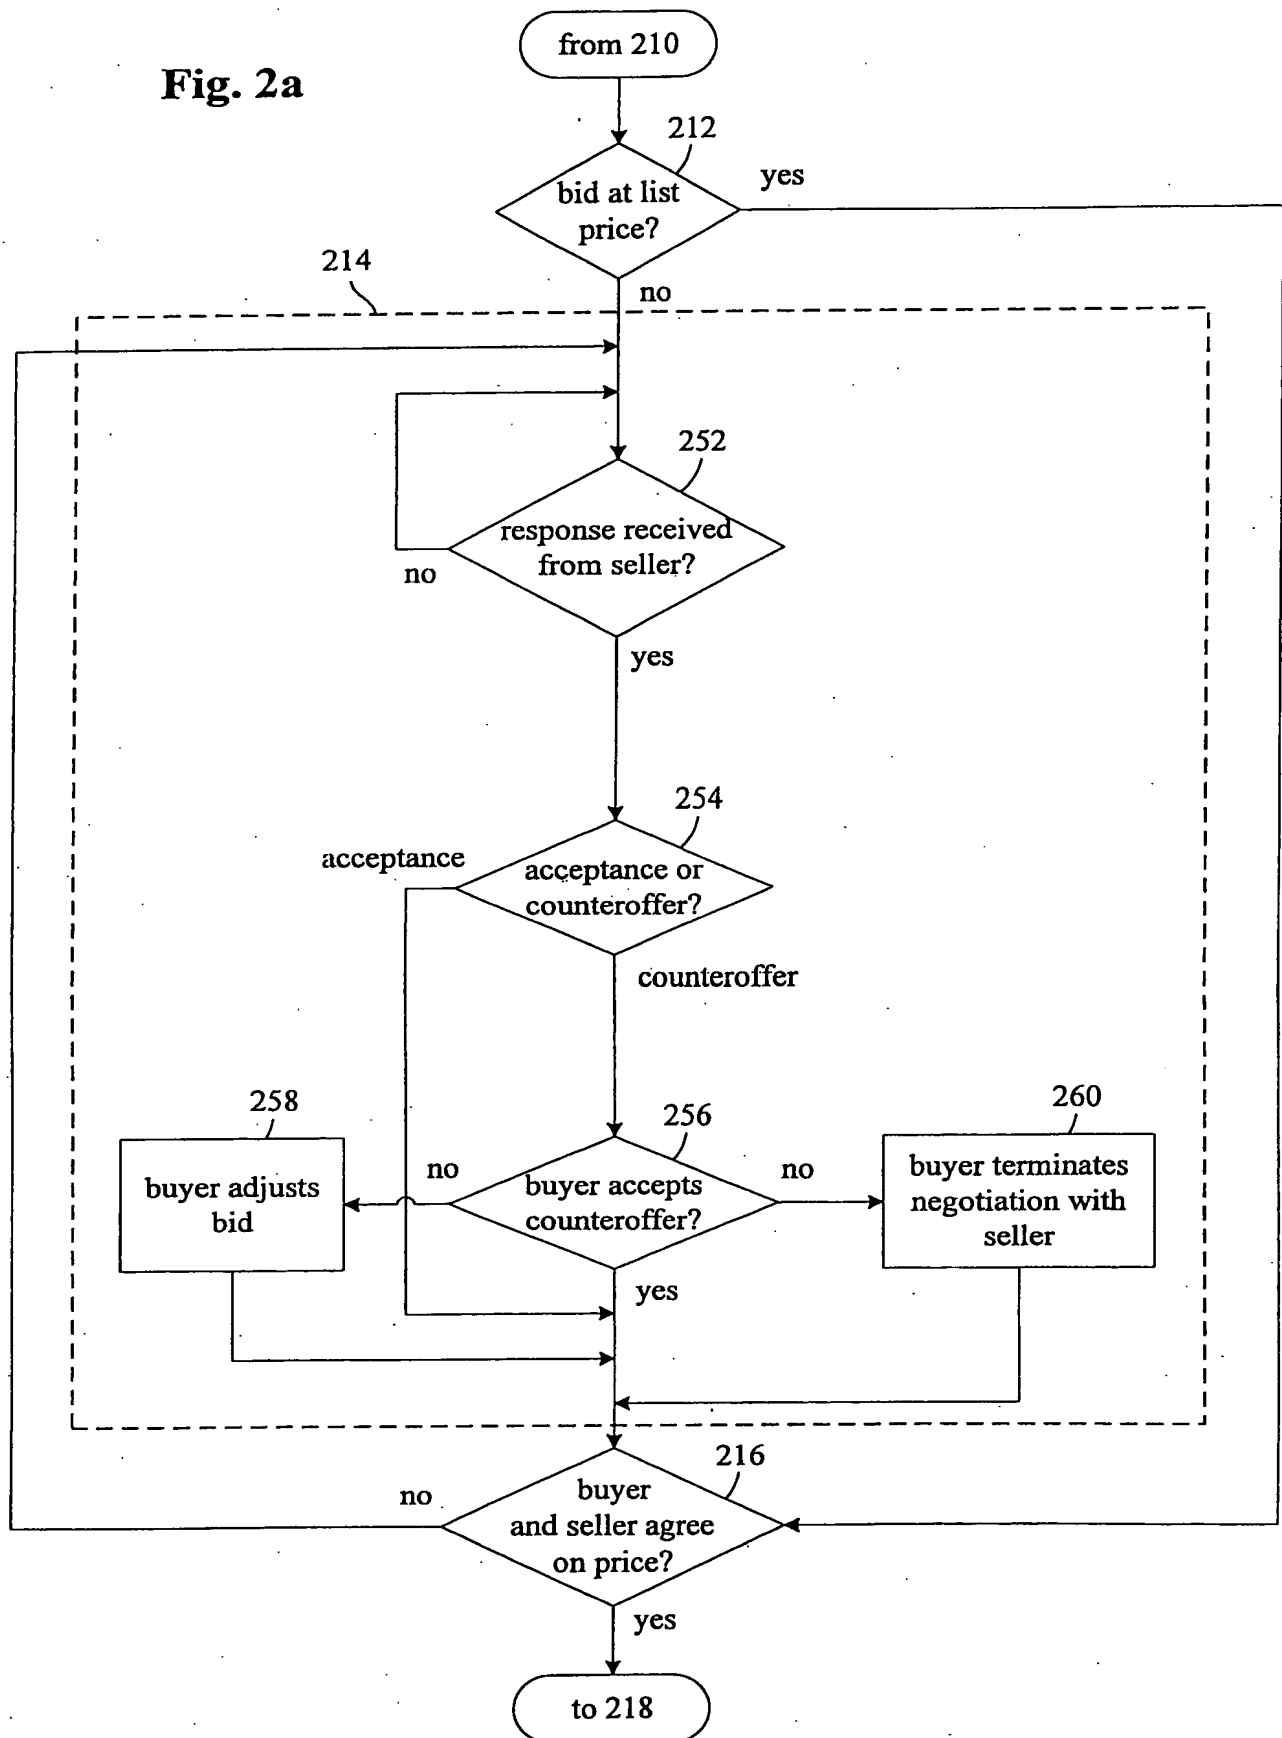 from 210
Fig. 2a
212
bid at list
price?
yes
no
214
252
response received
from seller?
no
yes
254
acceptance
acceptance or
counteroffer?
counteroffer
258
256
260
buyer adjusts
bid
no
buyer accepts
counteroffer?
no
buyer terminates
negotiation with
seller
yes
216
no
buyer
and seller agree
on price?
yes
to 218